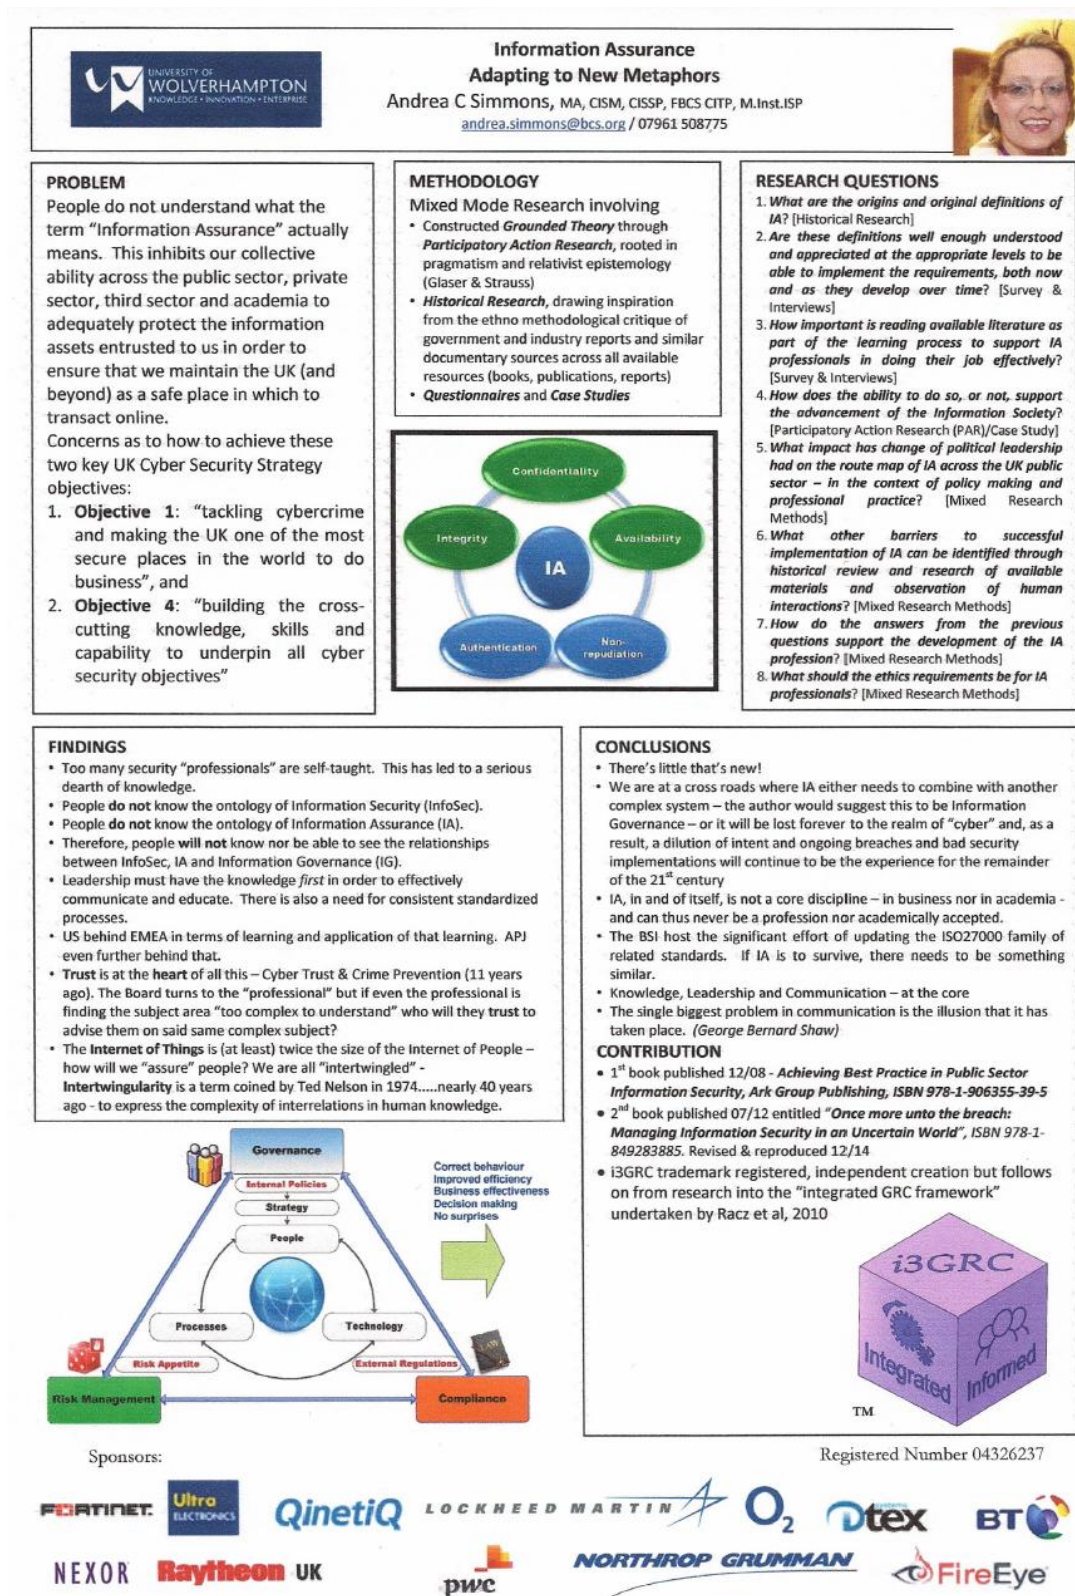 UNIVERSITY OF
WOLVERHAMPTON
KNOWLEDGE • INNOVATION • ENTERPRISE
Information Assurance
Adapting to New Metaphors
Andrea C Simmons, MA, CISM, CISSP, FBCS CITP, M.Inst.ISP
andrea.simmons@bcs.org / 07961 508775
PROBLEM
People do not understand what the
term “Information Assurance” actually
means. This inhibits our collective
ability across the public sector, private
sector, third sector and academia to
adequately protect the information
assets entrusted to us in order to
ensure that we maintain the UK (and
beyond) as a safe place in which to
transact online.
Concerns as to how to achieve these
two key UK Cyber Security Strategy
objectives:
1. Objective 1: “tackling cybercrime
and making the UK one of the most
secure places in the world to do
business”, and
2. Objective 4: “building the cross-
cutting knowledge, skills and
capability to underpin all cyber
security objectives”
METHODOLOGY
Mixed Mode Research involving
• Constructed Grounded Theory through
Participatory Action Research, rooted in
pragmatism and relativist epistemology
(Glaser & Strauss)
• Historical Research, drawing inspiration
from the ethno methodological critique of
government and industry reports and similar
documentary sources across all available
resources (books, publications, reports)
• Questionnaires and Case Studies
Confidentiality
Integrity
Availability
IA
Authentication
Non-
repudiation
RESEARCH QUESTIONS
1. What are the origins and original definitions of
IA? [Historical Research]
2. Are these definitions well enough understood
and appreciated at the appropriate levels to be
able to implement the requirements, both now
and as they develop over time? [Survey &
Interviews]
3. How important is reading available literature as
part of the learning process to support IA
professionals in doing their job effectively?
[Survey & Interviews]
4. How does the ability to do so, or not, support
the advancement of the Information Society?
[Participatory Action Research (PAR)/Case Study]
5. What impact has change of political leadership
had on the route map of IA across the UK public
sector – in the context of policy making and
professional practice? [Mixed Research
Methods]
6. What other barriers to successful
implementation of IA can be identified through
historical review and research of available
materials and observation of human
interactions? [Mixed Research Methods]
7. How do the answers from the previous
questions support the development of the IA
profession? [Mixed Research Methods]
8. What should the ethics requirements be for IA
professionals? [Mixed Research Methods]
FINDINGS
• Too many security “professionals” are self-taught. This has led to a serious
dearth of knowledge.
• People do not know the ontology of Information Security (InfoSec).
• People do not know the ontology of Information Assurance (IA).
• Therefore, people will not know nor be able to see the relationships
between InfoSec, IA and Information Governance (IG).
• Leadership must have the knowledge first in order to effectively
communicate and educate. There is also a need for consistent standardized
processes.
• US behind EMEA in terms of learning and application of that learning. APJ
even further behind that.
• Trust is at the heart of all this – Cyber Trust & Crime Prevention (11 years
ago). The Board turns to the “professional” but if even the professional is
finding the subject area “too complex to understand” who will they trust to
advise them on said same complex subject?
• The Internet of Things is (at least) twice the size of the Internet of People –
how will we “assure” people? We are all “intertwingled” -
Intertwingularity is a term coined by Ted Nelson in 1974.....nearly 40 years
ago - to express the complexity of interrelations in human knowledge.
Governance
Internal Policies
Strategy
People
Processes
Technology
Risk Appetite
External Regulations
LAW
Risk Management
Compliance
Correct behaviour
Improved efficiency
Business effectiveness
Decision making
No surprises
CONCLUSIONS
• There’s little that’s new!
• We are at a cross roads where IA either needs to combine with another
complex system – the author would suggest this to be Information
Governance – or it will be lost forever to the realm of “cyber” and, as a
result, a dilution of intent and ongoing breaches and bad security
implementations will continue to be the experience for the remainder
of the 21st century
• IA, in and of itself, is not a core discipline – in business nor in academia -
and can thus never be a profession nor academically accepted.
• The BSI host the significant effort of updating the ISO27000 family of
related standards. If IA is to survive, there needs to be something
similar.
• Knowledge, Leadership and Communication – at the core
• The single biggest problem in communication is the illusion that it has
taken place. (George Bernard Shaw)
CONTRIBUTION
• 1st book published 12/08 - Achieving Best Practice in Public Sector
Information Security, Ark Group Publishing, ISBN 978-1-906355-39-5
• 2nd book published 07/12 entitled “Once more unto the breach:
Managing Information Security in an Uncertain World”, ISBN 978-1-
849283885. Revised & reproduced 12/14
• i3GRC trademark registered, independent creation but follows
on from research into the “integrated GRC framework”
undertaken by Racz et al, 2010
i3GRC
Integrated
Informed
TM
Sponsors:
Registered Number 04326237
FORTINET
Ultra
ELECTRONICS
QinetiQ
LOCKHEED MARTIN
O2
systems
Dtex
BT
NEXOR
Raytheon UK
pwc
NORTHROP GRUMMAN
FireEye